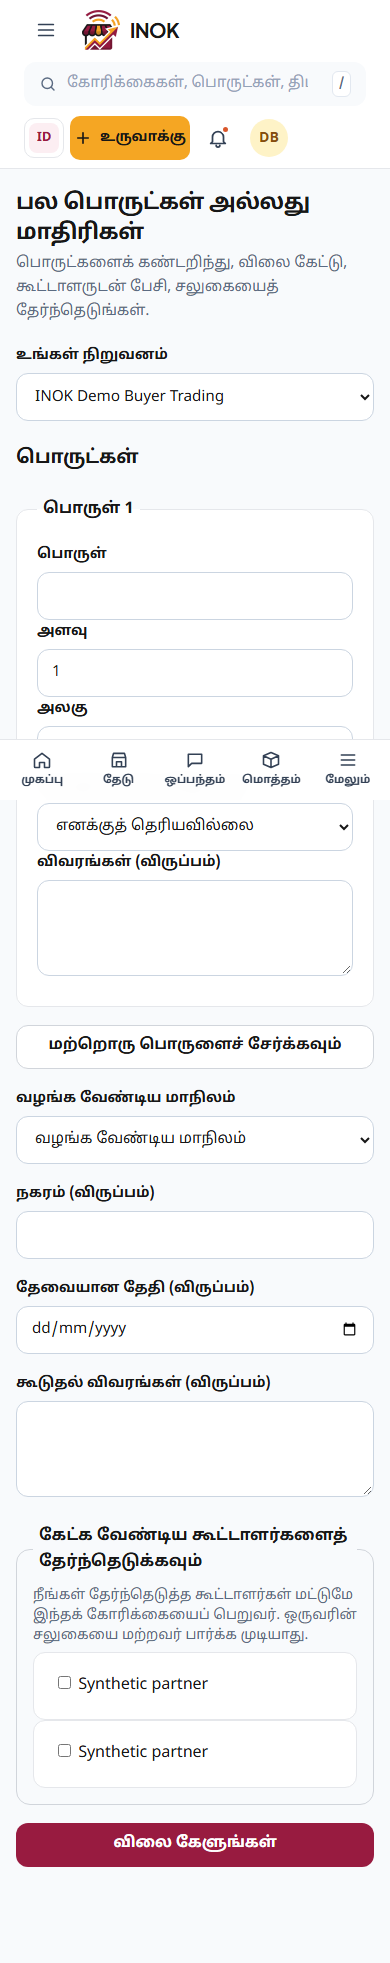 INOK
கோரிக்கைகள், பொருட்கள், தி
/
ID
+ உருவாக்கு
DB
பல பொருட்கள் அல்லது
மாதிரிகள்
பொருட்களைக் கண்டறிந்து, விலை கேட்டு,
கூட்டாளருடன் பேசி, சலுகையைத்
தேர்ந்தெடுங்கள்.
உங்கள் நிறுவனம்
INOK Demo Buyer Trading
பொருட்கள்
பொருள் 1
பொருள்
அளவு
1
அலகு
முகப்பு தேடு ஒப்பந்தம் மொத்தம் மேலும்
எனக்குத் தெரியவில்லை
விவரங்கள் (விருப்பம்)
மற்றொரு பொருளைச் சேர்க்கவும்
வழங்க வேண்டிய மாநிலம்
வழங்க வேண்டிய மாநிலம்
நகரம் (விருப்பம்)
தேவையான தேதி (விருப்பம்)
dd/mm/yyyy
கூடுதல் விவரங்கள் (விருப்பம்)
கேட்க வேண்டிய கூட்டாளர்களைத்
தேர்ந்தெடுக்கவும்
நீங்கள் தேர்ந்தெடுத்த கூட்டாளர்கள் மட்டுமே
இந்தக் கோரிக்கையைப் பெறுவர். ஒருவரின்
சலுகையை மற்றவர் பார்க்க முடியாது.
Synthetic partner
Synthetic partner
விலை கேளுங்கள்